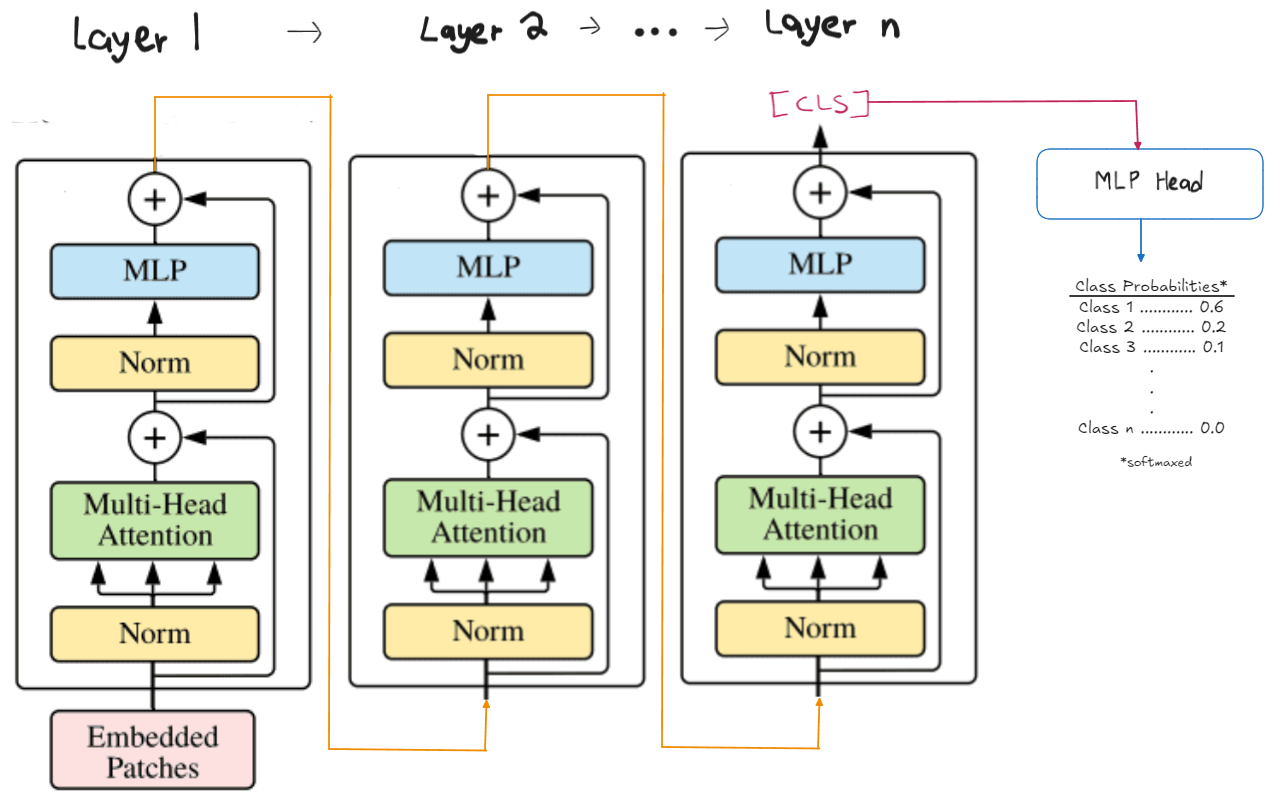 Layer 1 → Layer 2 → ... → Layer n
[CLS]
+
MLP
Norm
+
Multi-Head
Attention
Norm
Embedded
Patches
+
MLP
Norm
+
Multi-Head
Attention
Norm
+
MLP
Norm
+
Multi-Head
Attention
Norm
MLP Head
Class Probabilities*
Class 1 ............ 0.6
Class 2 ............ 0.2
Class 3 ............ 0.1
.
.
.
Class n ............ 0.0
*softmaxed